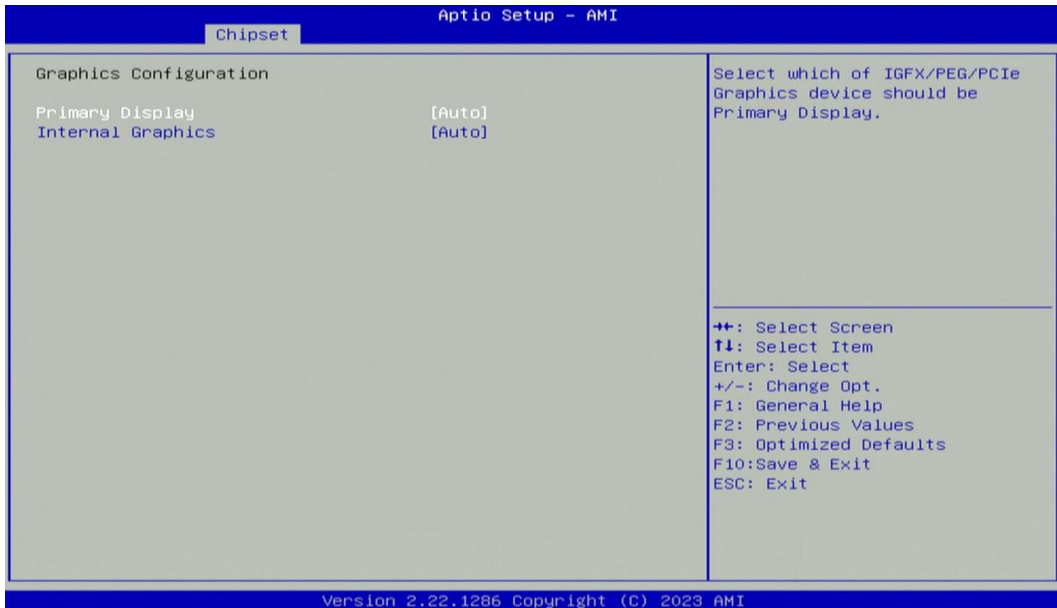 Aptio Setup – AMI
Chipset
Graphics Configuration
Primary Display [Auto]
Internal Graphics [Auto]
Select which of IGFX/PEG/PCIe
Graphics device should be
Primary Display.
→←: Select Screen
↑↓: Select Item
Enter: Select
+/-: Change Opt.
F1: General Help
F2: Previous Values
F3: Optimized Defaults
F10:Save & Exit
ESC: Exit
Version 2.22.1286 Copyright (C) 2023 AMI